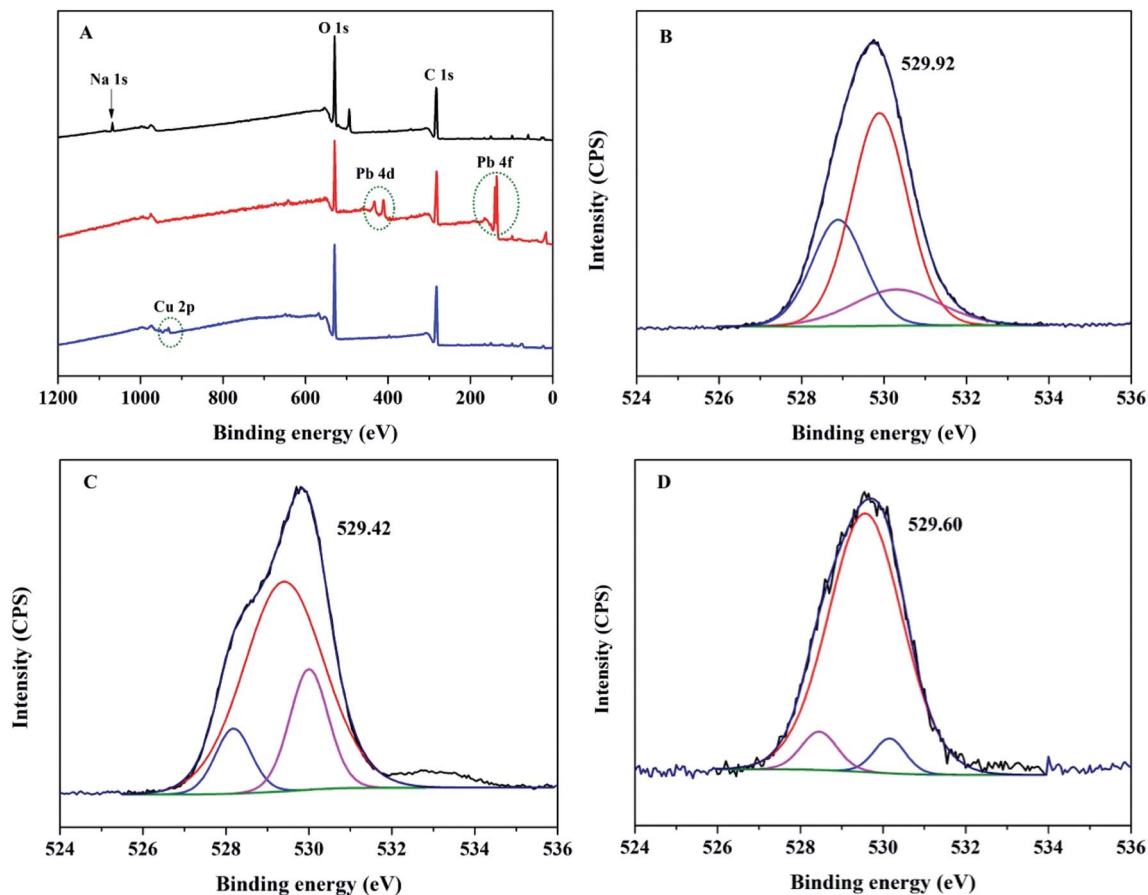 A
O 1s
Na 1s
C 1s
Pb 4d
Pb 4f
Cu 2p
1200 1000 800 600 400 200 0
Binding energy (eV)
B
529.92
Intensity (CPS)
524 526 528 530 532 534 536
Binding energy (eV)
C
529.42
Intensity (CPS)
524 526 528 530 532 534 536
Binding energy (eV)
D
529.60
Intensity (CPS)
524 526 528 530 532 534 536
Binding energy (eV)